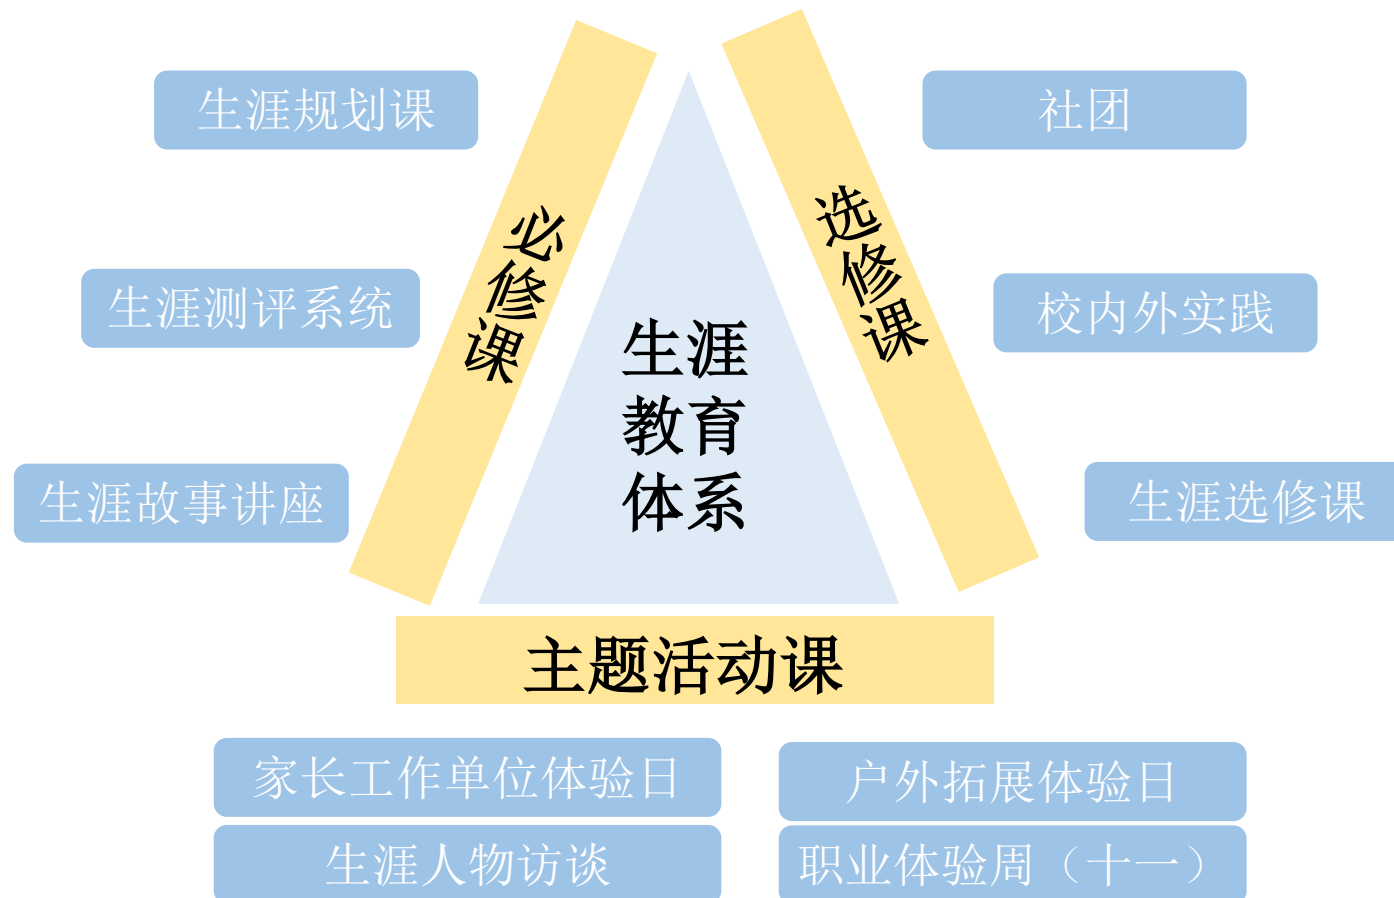 生涯规划课
社团
必修课
选修课
生涯测评系统
校内外实践
生涯
教育
体系
生涯故事讲座
生涯选修课
主题活动课
家长工作单位体验日
户外拓展体验日
生涯人物访谈
职业体验周（十一）